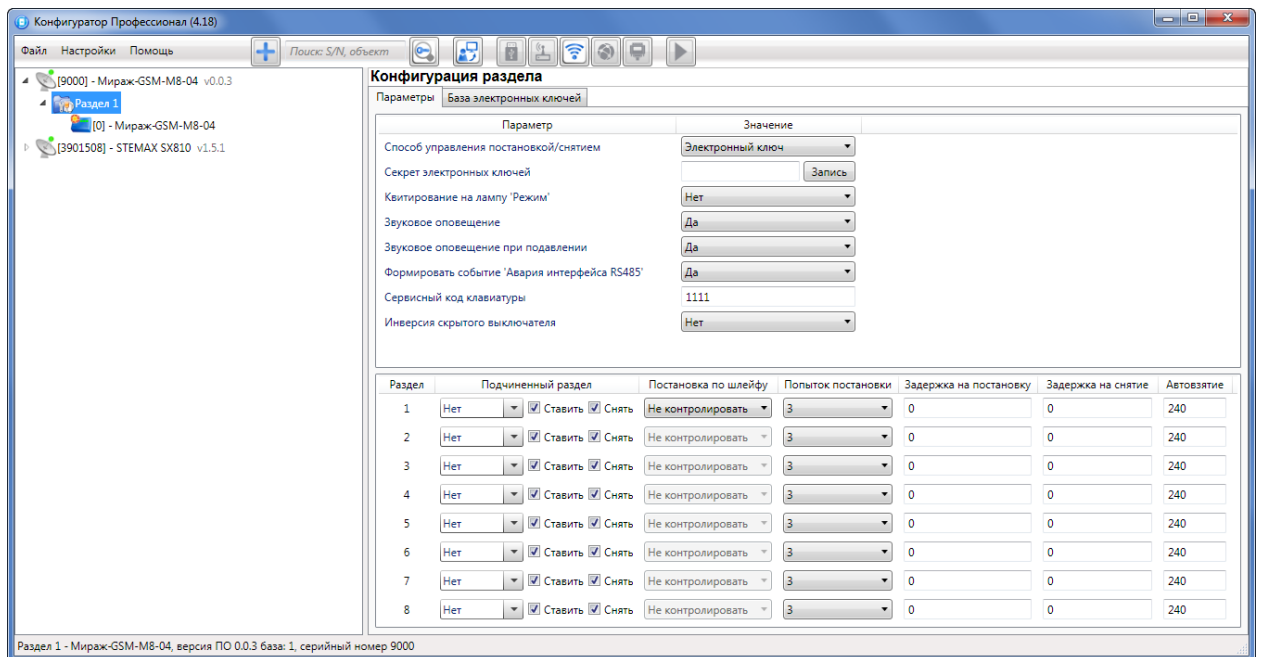 Конфигуратор Профессионал (4.18)
Файл Настройки Помощь Поиск: S/N, объект
[9000] - Мираж-GSM-M8-04 v0.0.3
Раздел 1
[0] - Мираж-GSM-M8-04
[3901508] - STEMAX SX810 v1.5.1
Конфигурация раздела
Параметры База электронных ключей
Параметр Значение
Способ управления постановкой/снятием Электронный ключ
Секрет электронных ключей Запись
Квитирование на лампу 'Режим' Нет
Звуковое оповещение Да
Звуковое оповещение при подавлении Да
Формировать событие 'Авария интерфейса RS485' Да
Сервисный код клавиатуры 1111
Инверсия скрытого выключателя Нет
Раздел Подчиненный раздел Постановка по шлейфу Попыток постановки Задержка на постановку Задержка на снятие Автовзятие
1 Нет Ставить Снять Не контролировать 3 0 0 240
2 Нет Ставить Снять Не контролировать 3 0 0 240
3 Нет Ставить Снять Не контролировать 3 0 0 240
4 Нет Ставить Снять Не контролировать 3 0 0 240
5 Нет Ставить Снять Не контролировать 3 0 0 240
6 Нет Ставить Снять Не контролировать 3 0 0 240
7 Нет Ставить Снять Не контролировать 3 0 0 240
8 Нет Ставить Снять Не контролировать 3 0 0 240
Раздел 1 - Мираж-GSM-M8-04, версия ПО 0.0.3 база: 1, серийный номер 9000